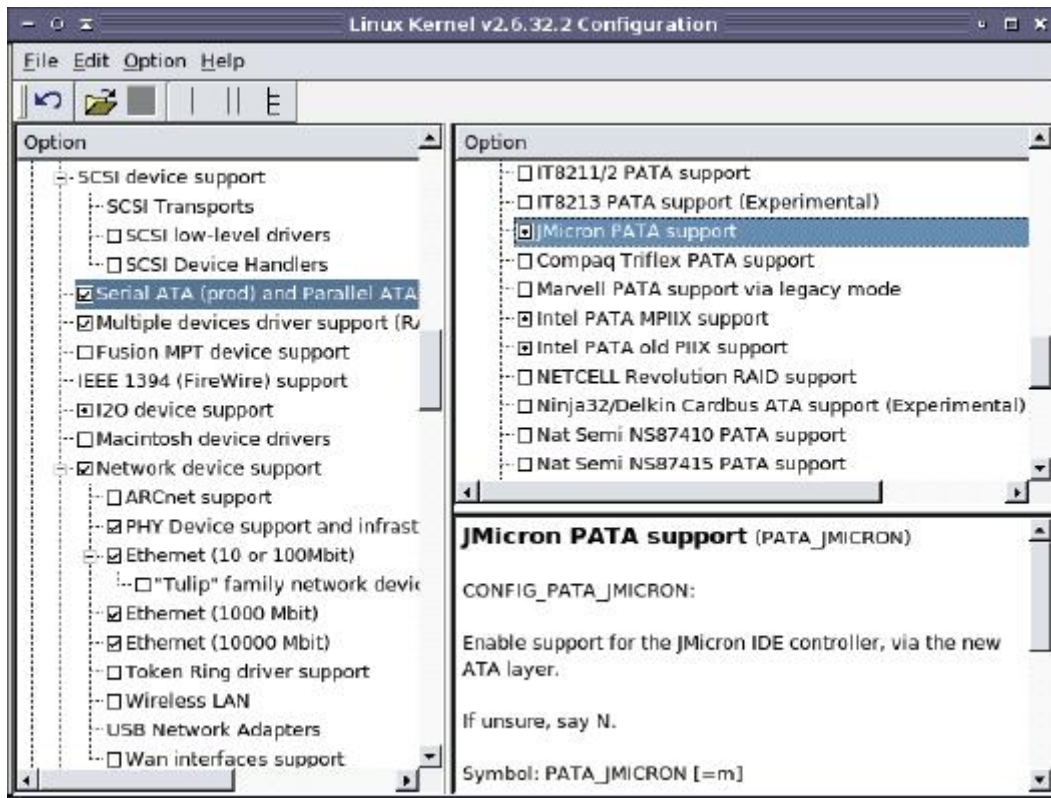 Linux Kernel v2.6.32.2 Configuration
File Edit Option Help
Option
SCSI device support
SCSI Transports
SCSI low-level drivers
SCSI Device Handlers
Serial ATA (prod) and Parallel ATA
Multiple devices driver support (RA
Fusion MPT device support
IEEE 1394 (FireWire) support
I2O device support
Macintosh device drivers
Network device support
ARCnet support
PHY Device support and infrast
Ethernet (10 or 100Mbit)
"Tulip" family network devic
Ethernet (1000 Mbit)
Ethernet (10000 Mbit)
Token Ring driver support
Wireless LAN
USB Network Adapters
Wan interfaces support
Option
IT8211/2 PATA support
IT8213 PATA support (Experimental)
JMicron PATA support
Compaq Triflex PATA support
Marvell PATA support via legacy mode
Intel PATA MPIIX support
Intel PATA old PIIX support
NETCELL Revolution RAID support
Ninja32/Delkin Cardbus ATA support (Experimental)
Nat Semi NS87410 PATA support
Nat Semi NS87415 PATA support
JMicron PATA support (PATA_JMICRON)
CONFIG_PATA_JMICRON:
Enable support for the JMicron IDE controller, via the new
ATA layer.
If unsure, say N.
Symbol: PATA_JMICRON [=m]